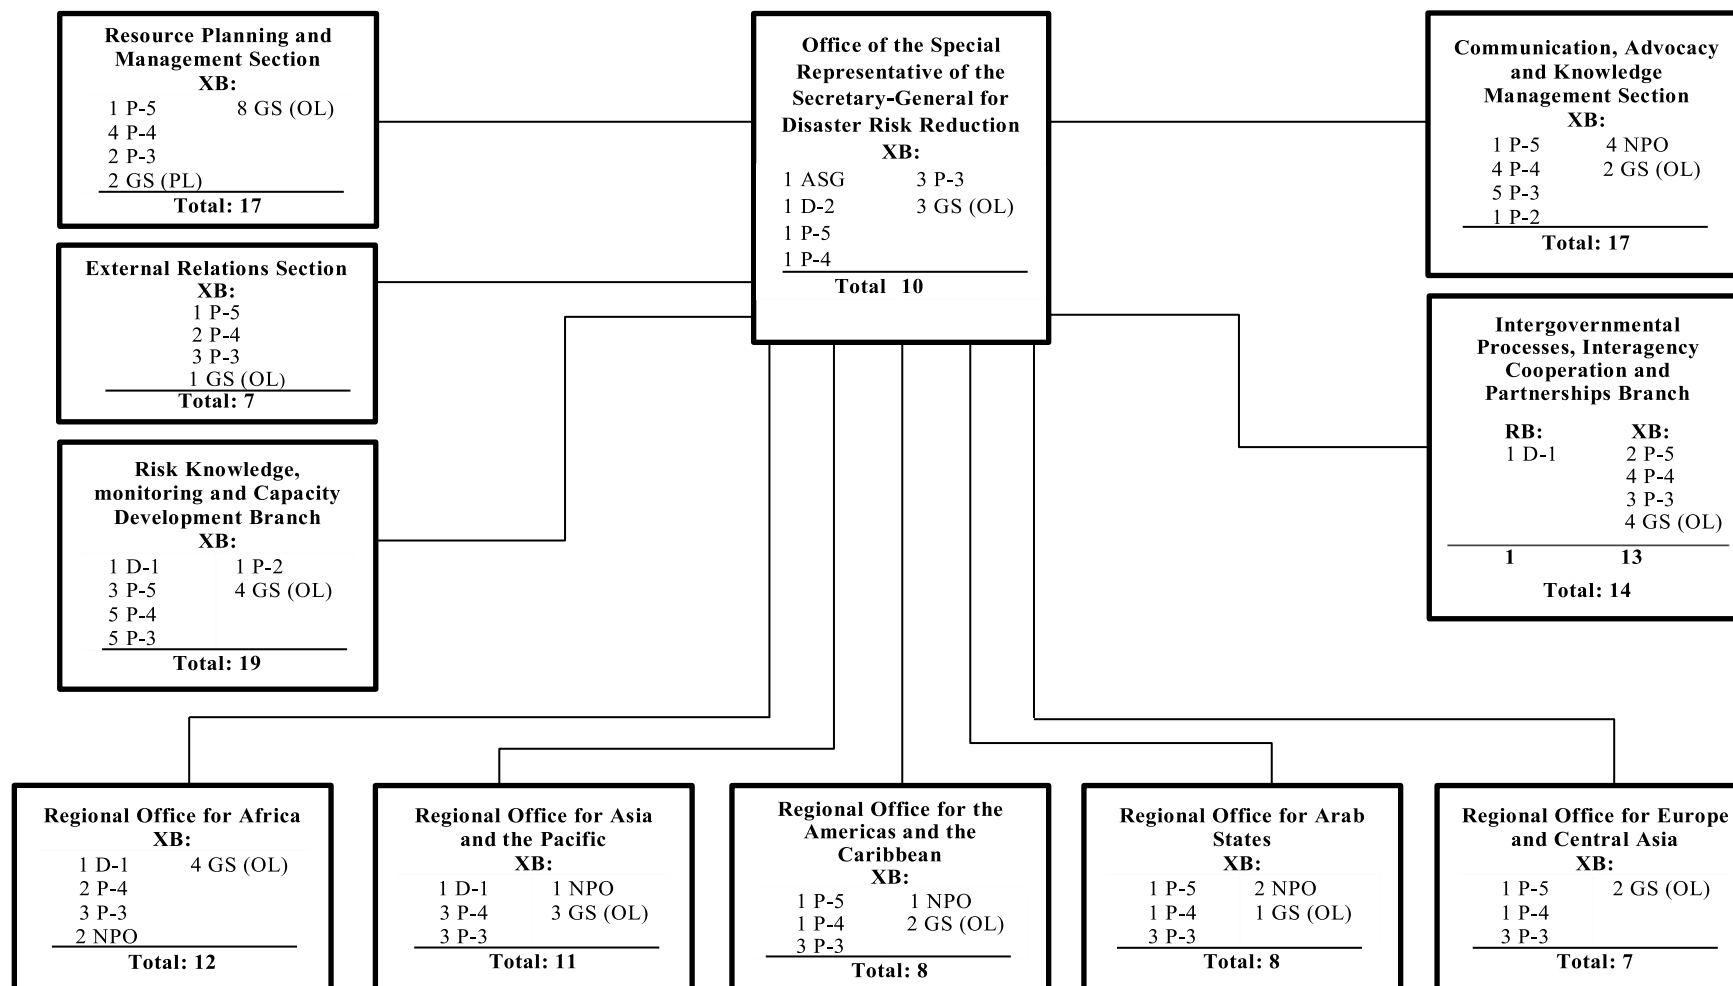 Resource Planning and
Management Section
XB:
1 P-5 8 GS (OL)
4 P-4
2 P-3
2 GS (PL)
Total: 17
External Relations Section
XB:
1 P-5
2 P-4
3 P-3
1 GS (OL)
Total: 7
Risk Knowledge,
monitoring and Capacity
Development Branch
XB:
1 D-1 1 P-2
3 P-5 4 GS (OL)
5 P-4
5 P-3
Total: 19
Office of the Special
Representative of the
Secretary-General for
Disaster Risk Reduction
XB:
1 ASG 3 P-3
1 D-2 3 GS (OL)
1 P-5
1 P-4
Total 10
Communication, Advocacy
and Knowledge
Management Section
XB:
1 P-5 4 NPO
4 P-4 2 GS (OL)
5 P-3
1 P-2
Total: 17
Intergovernmental
Processes, Interagency
Cooperation and
Partnerships Branch
RB: XB:
1 D-1 2 P-5
4 P-4
3 P-3
4 GS (OL)
1 13
Total: 14
Regional Office for Africa
XB:
1 D-1 4 GS (OL)
2 P-4
3 P-3
2 NPO
Total: 12
Regional Office for Asia
and the Pacific
XB:
1 D-1 1 NPO
3 P-4 3 GS (OL)
3 P-3
Total: 11
Regional Office for the
Americas and the
Caribbean
XB:
1 P-5 1 NPO
1 P-4 2 GS (OL)
3 P-3
Total: 8
Regional Office for Arab
States
XB:
1 P-5 2 NPO
1 P-4 1 GS (OL)
3 P-3
Total: 8
Regional Office for Europe
and Central Asia
XB:
1 P-5 2 GS (OL)
1 P-4
3 P-3
Total: 7